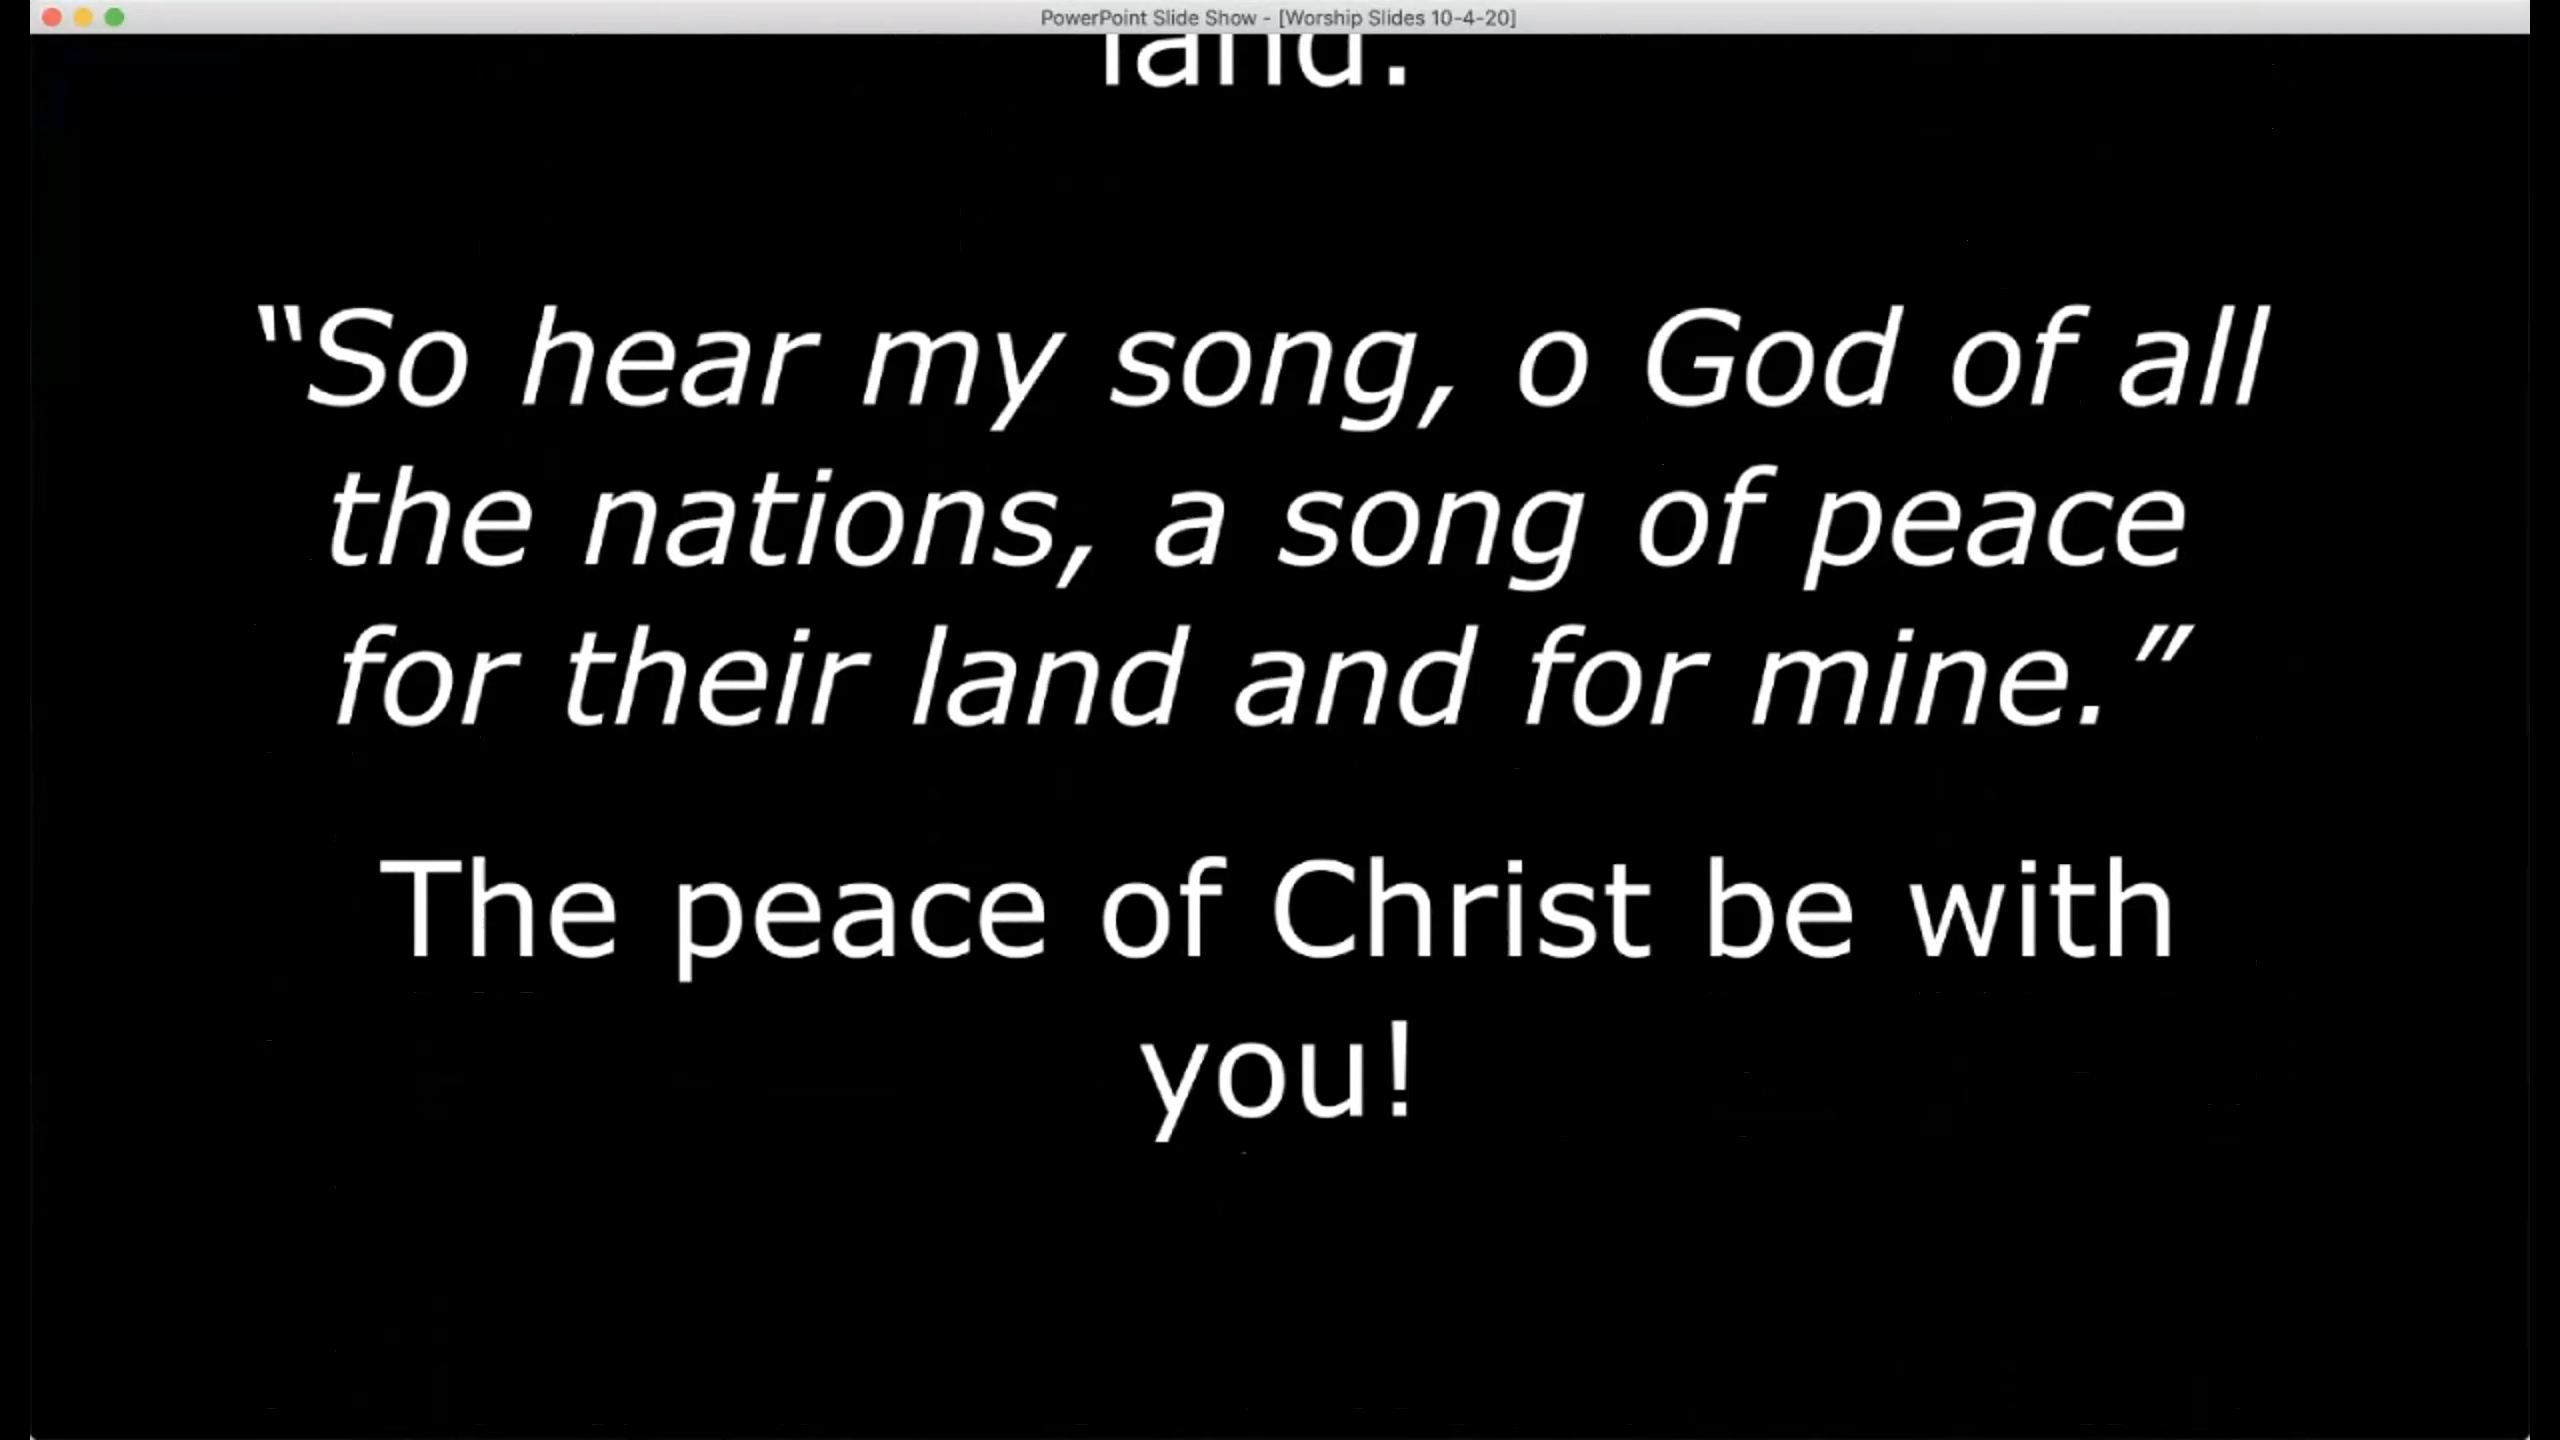 PowerPoint Slide Show - [Worship Slides 10-4-20]
land.
“So hear my song, o God of all
the nations, a song of peace
for their land and for mine.”
The peace of Christ be with
you!